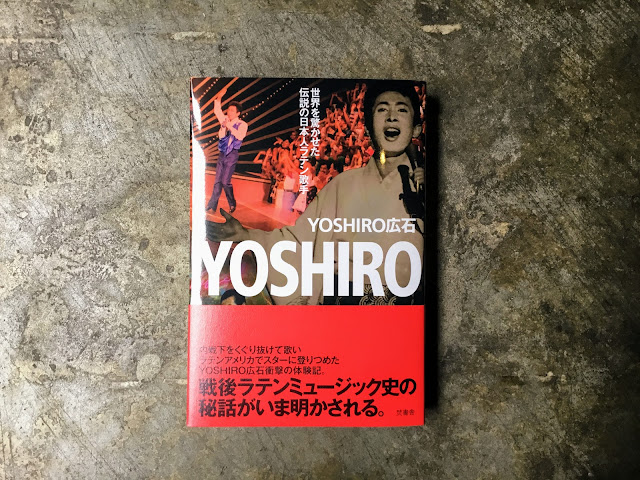 世界を驚かせた
伝説の日本人ラテン歌手
YOSHIRO広石
YOSHIRO
内戦下をくぐり抜けて歌い
ラテンアメリカでスターに登りつめた
YOSHIRO広石衝撃の体験記。
戦後ラテンミュージック史の
秘話がいま明かされる。
焚書舎